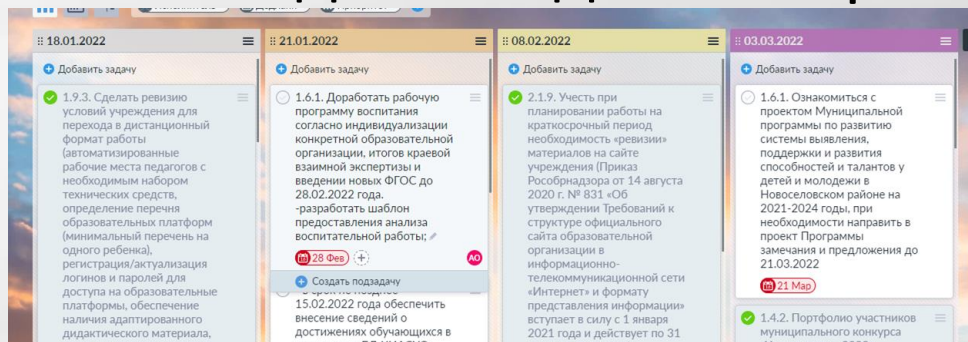 18.01.2022
Добавить задачу
1.9.3. Сделать ревизию
условий учреждения для
перехода в дистанционный
формат работы
(автоматизированные
рабочие места педагогов с
необходимым набором
технических средств,
определение перечня
образовательных платформ
(минимальный перечень на
одного ребенка),
регистрация/актуализация
логинов и паролей для
доступа на образовательные
платформы, обеспечение
наличия адаптированного
дидактического материала,
21.01.2022
Добавить задачу
1.6.1. Доработать рабочую
программу воспитания
согласно индивидуализации
конкретной образовательной
организации, итогов краевой
взаимной экспертизы и
введении новых ФГОС до
28.02.2022 года.
-разработать шаблон
предоставления анализа
воспитательной работы;
28 Фев
АО
Создать подзадачу
15.02.2022 года обеспечить
внесение сведений о
достижениях обучающихся в
08.02.2022
Добавить задачу
2.1.9. Учесть при
планировании работы на
краткосрочный период
необходимость «ревизии»
материалов на сайте
учреждения (Приказ
Рособрнадзора от 14 августа
2020 г. № 831 «Об
утверждении Требований к
структуре официального
сайта образовательной
организации в
информационно-
телекоммуникационной сети
«Интернет» и формату
представления информации»
вступает в силу с 1 января
2021 года и действует по 31
03.03.2022
Добавить задачу
1.6.1. Ознакомиться с
проектом Муниципальной
программы по развитию
системы выявления,
поддержки и развития
способностей и талантов у
детей и молодежи в
Новоселовском районе на
2021-2024 годы, при
необходимости направить в
проект Программы
замечания и предложения до
21.03.2022
21 Мар
1.4.2. Портфолио участников
муниципального конкурса